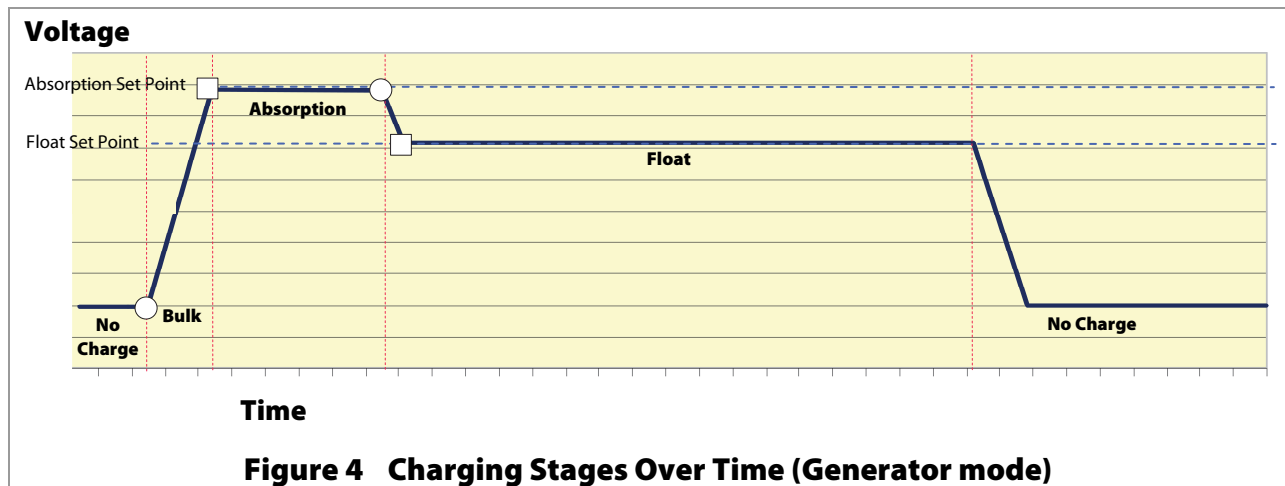 Voltage
Absorption Set Point
Absorption
Float Set Point
Float
No
Charge
Bulk
No Charge
Time
Figure 4 Charging Stages Over Time (Generator mode)